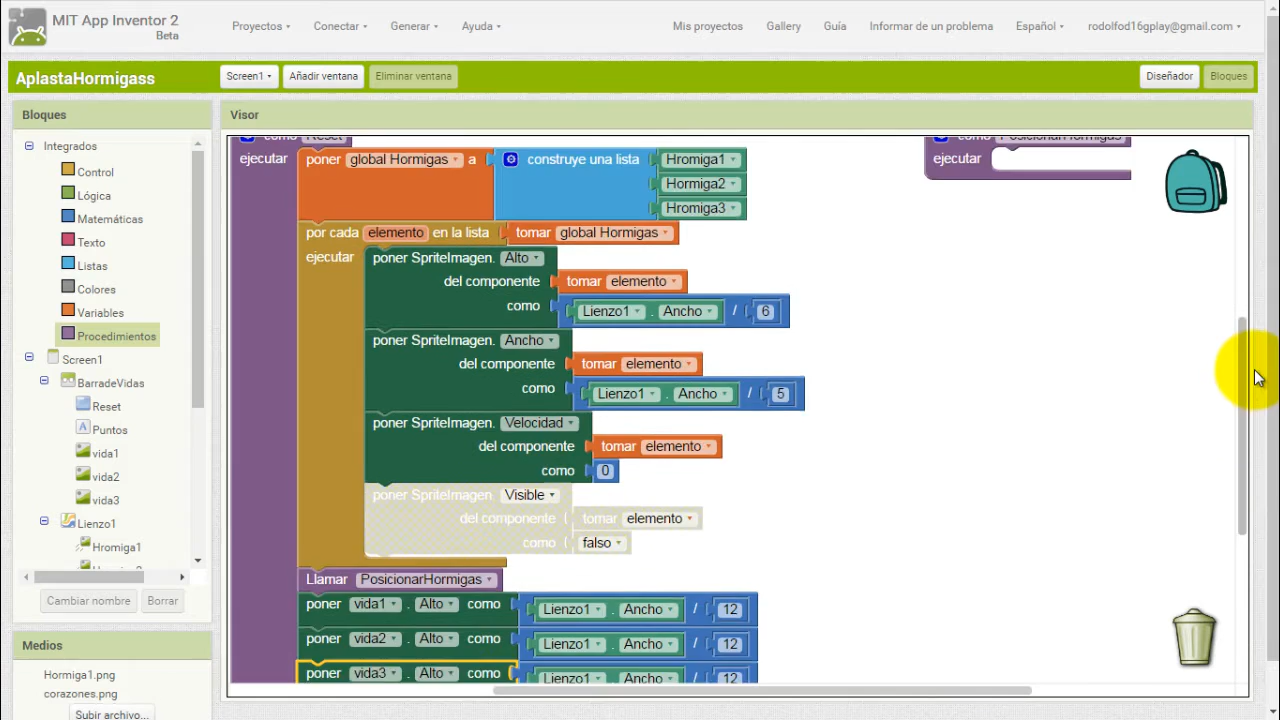 MIT App Inventor 2
Beta
Proyectos Conectar Generar Ayuda
Mis proyectos Gallery Guía Informar de un problema Español rodolfod16gplay@gmail.com
AplastaHormigass
Screen1 Añadir ventana Eliminar ventana
Diseñador Bloques
Bloques
Visor
Integrados
Control
Lógica
Matemáticas
Texto
Listas
Colores
Variables
Procedimientos
Screen1
BarradeVidas
Reset
Puntos
vida1
vida2
vida3
Lienzo1
Hromiga1
Cambiar nombre Borrar
Medios
Hormiga1.png
corazones.png
Subir archivo...
como Reset
ejecutar
poner global Hormigas a
construye una lista
Hromiga1
Hormiga2
Hromiga3
por cada elemento en la lista tomar global Hormigas
ejecutar
poner SpriteImagen. Alto
del componente tomar elemento
como Lienzo1 . Ancho / 6
poner SpriteImagen. Ancho
del componente tomar elemento
como Lienzo1 . Ancho / 5
poner SpriteImagen. Velocidad
del componente tomar elemento
como 0
poner SpriteImagen. Visible
del componente tomar elemento
como falso
Llamar PosicionarHormigas
poner vida1 . Alto como Lienzo1 . Ancho / 12
poner vida2 . Alto como Lienzo1 . Ancho / 12
poner vida3 . Alto como Lienzo1 . Ancho / 12
como PosicionarHormigas
ejecutar